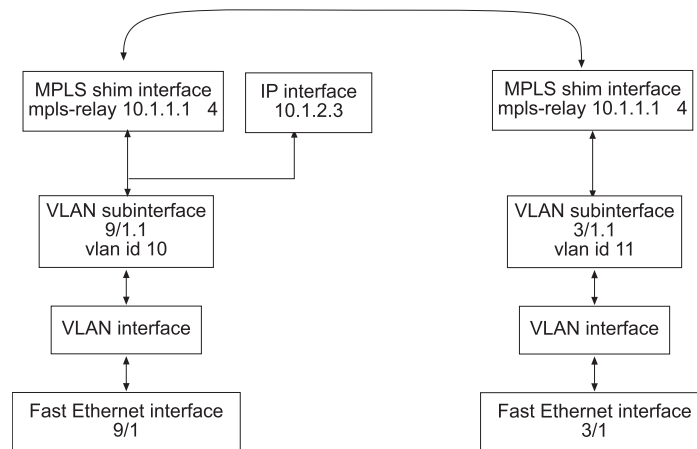 MPLS shim interface
mpls-relay 10.1.1.1 4
IP interface
10.1.2.3
MPLS shim interface
mpls-relay 10.1.1.1 4
VLAN subinterface
9/1.1
vlan id 10
VLAN subinterface
3/1.1
vlan id 11
VLAN interface
VLAN interface
Fast Ethernet interface
9/1
Fast Ethernet interface
3/1